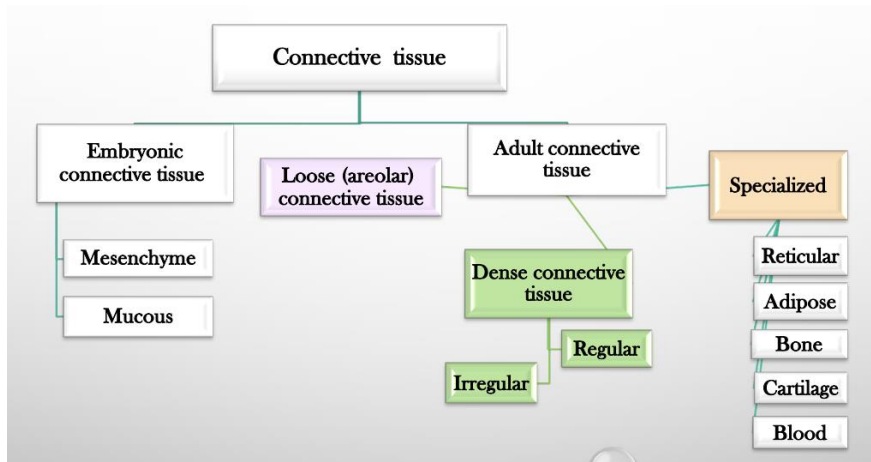 Connective tissue
Embryonic
connective tissue
Mesenchyme
Mucous
Adult connective
tissue
Loose (areolar)
connective tissue
Dense connective
tissue
Regular
Irregular
Specialized
Reticular
Adipose
Bone
Cartilage
Blood